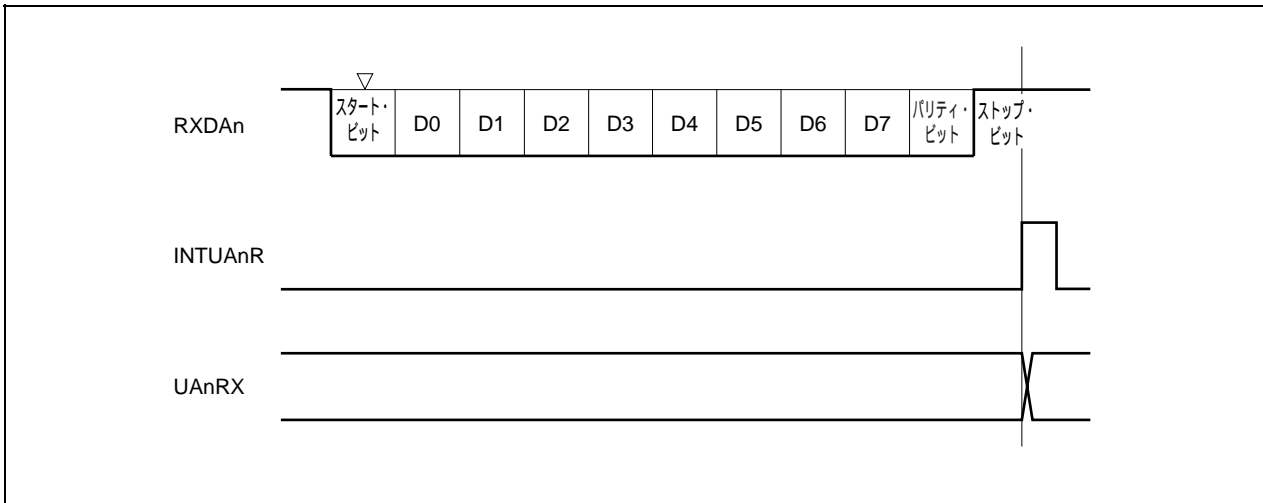 RXDAn
スタート・
ビット
D0
D1
D2
D3
D4
D5
D6
D7
パリティ・
ビット
ストップ・
ビット
INTUAnR
UAnRX